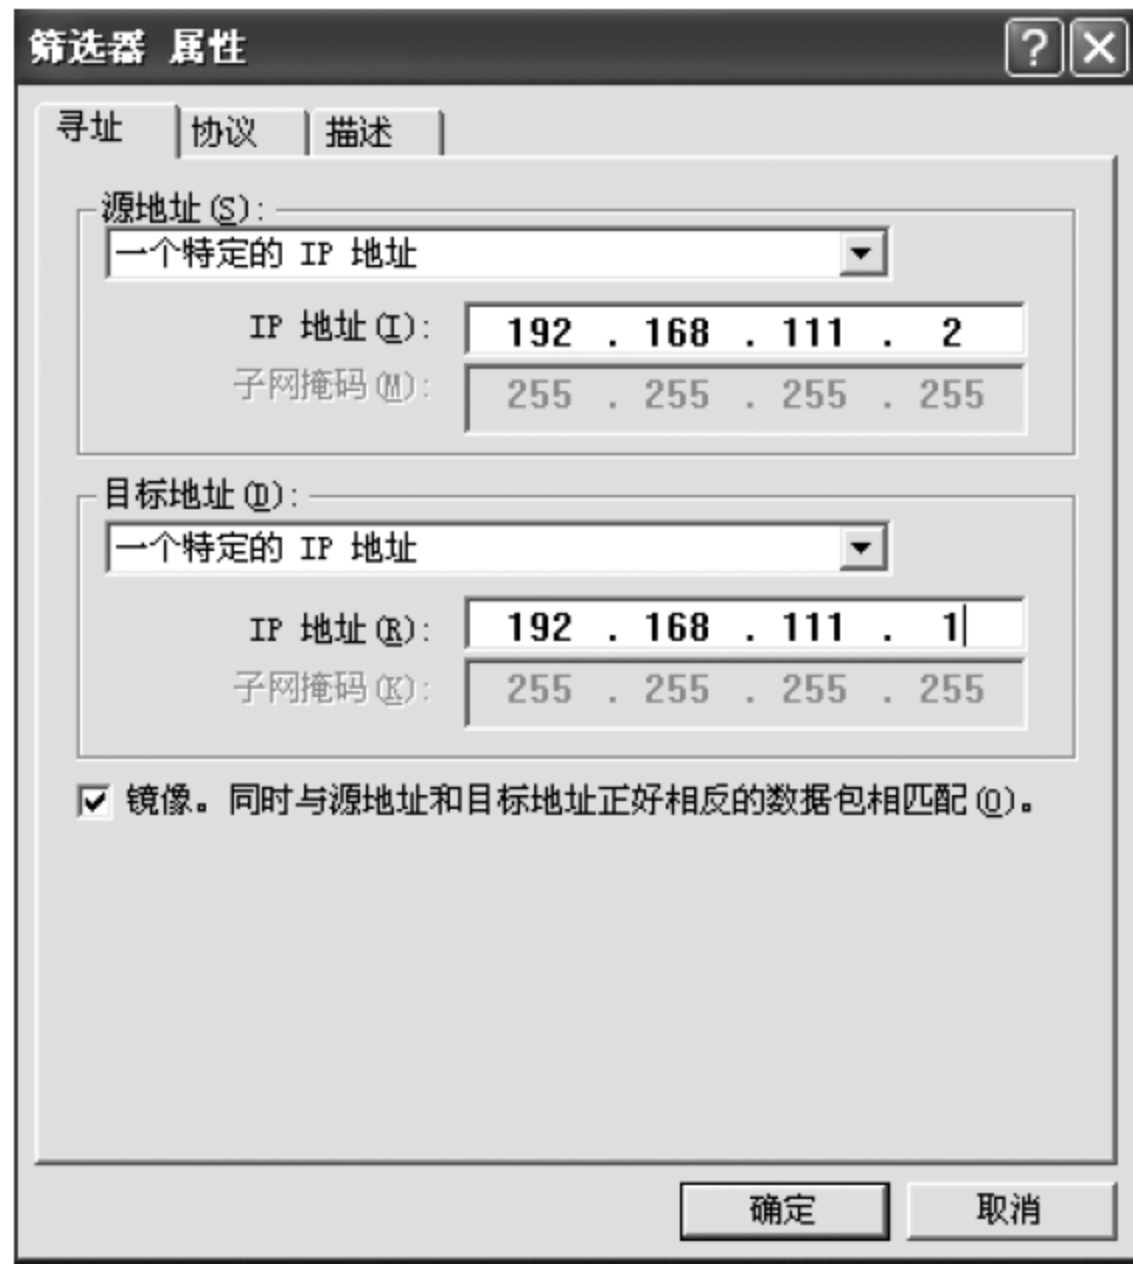 筛选器 属性
寻址 协议 描述
源地址(S):
一个特定的 IP 地址
IP 地址(I): 192 . 168 . 111 . 2
子网掩码(M): 255 . 255 . 255 . 255
目标地址(D):
一个特定的 IP 地址
IP 地址(R): 192 . 168 . 111 . 1
子网掩码(K): 255 . 255 . 255 . 255
镜像。同时与源地址和目标地址正好相反的数据包相匹配(O)。
确定 取消